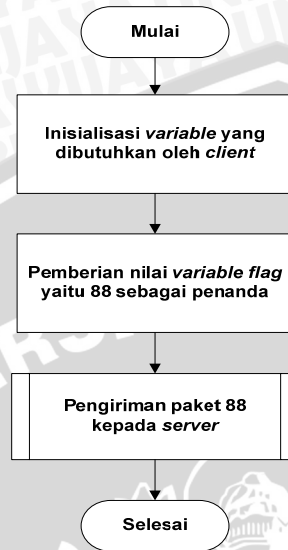 Mulai
Inisialisasi variable yang
dibutuhkan oleh client
Pemberian nilai variable flag
yaitu 88 sebagai penanda
Pengiriman paket 88
kepada server
Selesai